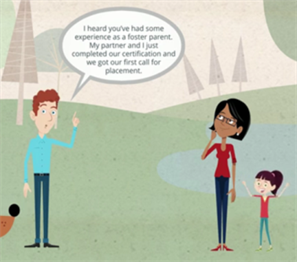 I heard you've had some
experience as a foster parent.
My partner and I just
completed our certification and
we got our first call for
placement.